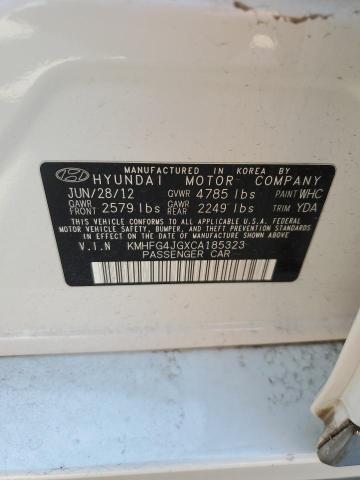 MANUFACTURED IN KOREA BY
HYUNDAI MOTOR COMPANY
JUN/28/12 GVWR 4785 lbs PAINT WHC
GAWR FRONT 2579 lbs GAWR REAR 2249 lbs TRIM YDA
THIS VEHICLE CONFORMS TO ALL APPLICABLE U.S.A. FEDERAL
MOTOR VEHICLE SAFETY, BUMPER, AND THEFT PREVENTION
STANDARDS IN EFFECT ON THE DATE OF MANUFACTURE SHOWN ABOVE.
V.I.N KMHFG4JGXCA185323
PASSENGER CAR